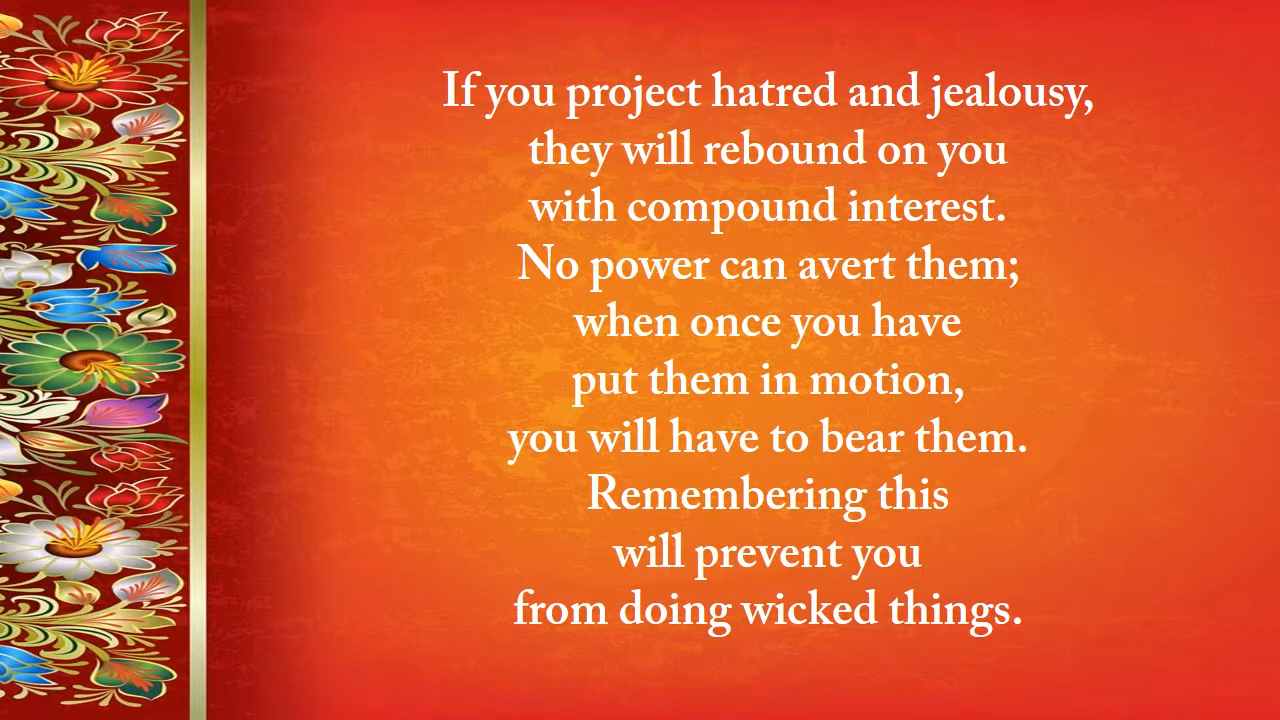 If you project hatred and jealousy,
they will rebound on you
with compound interest.
No power can avert them;
when once you have
put them in motion,
you will have to bear them.
Remembering this
will prevent you
from doing wicked things.